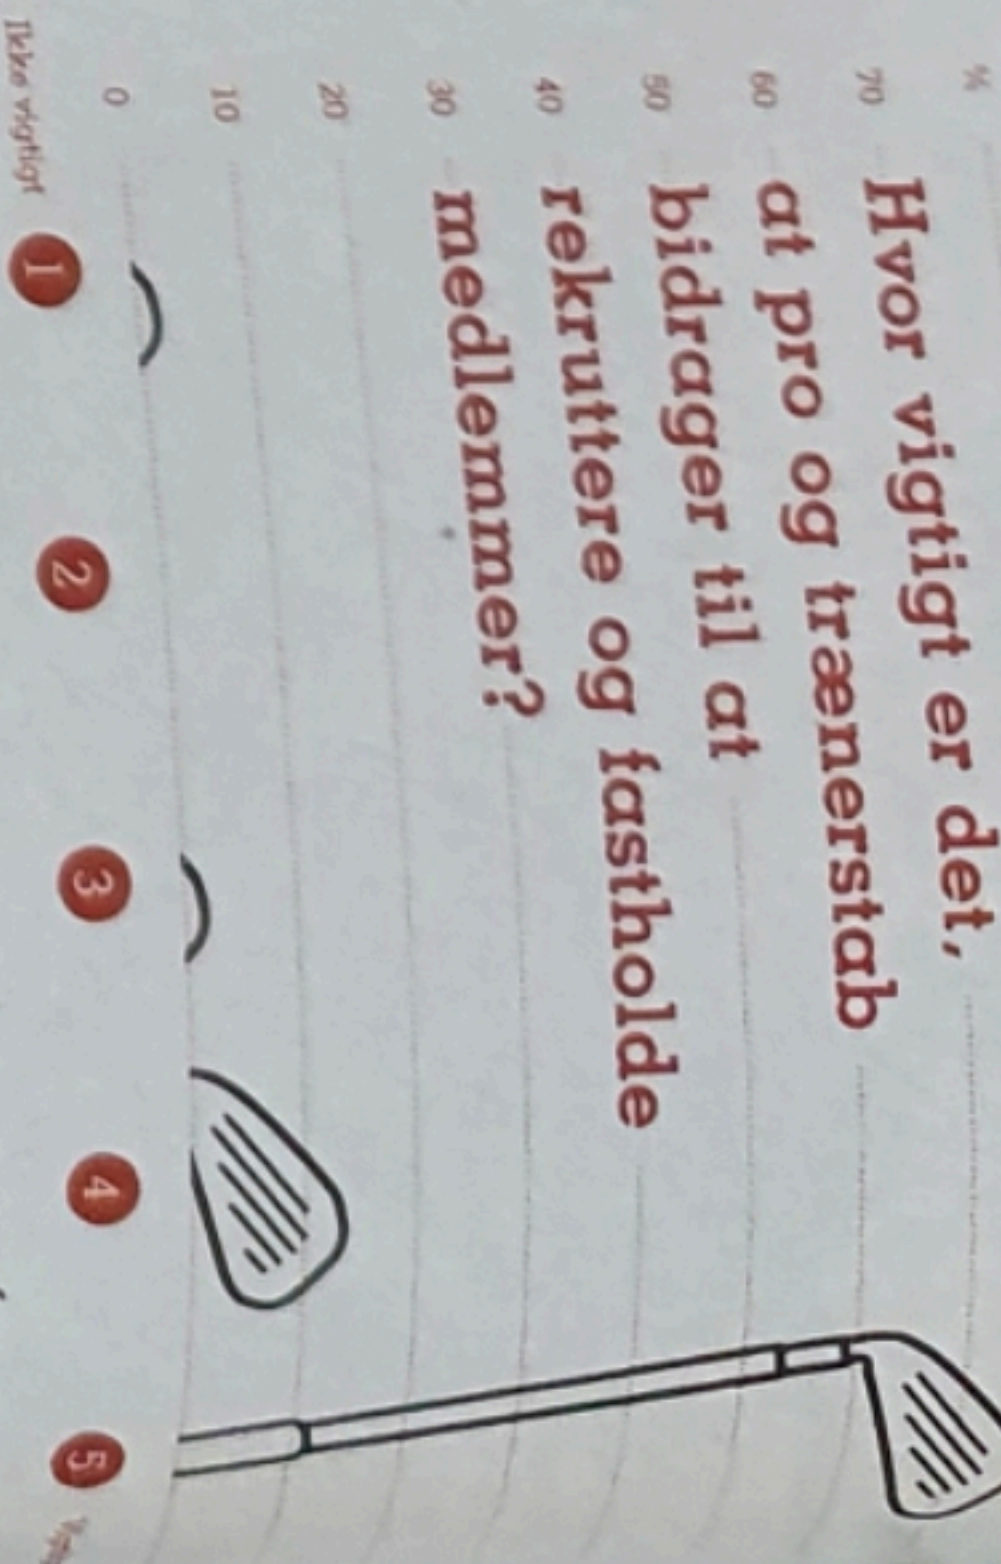 %
70
60
50
40
30
20
10
0
Hvor vigtigt er det,
at pro og trænerstab
bidrager til at
rekruttere og fastholde
medlemmer?
Ikke vigtigt
1
2
3
4
5